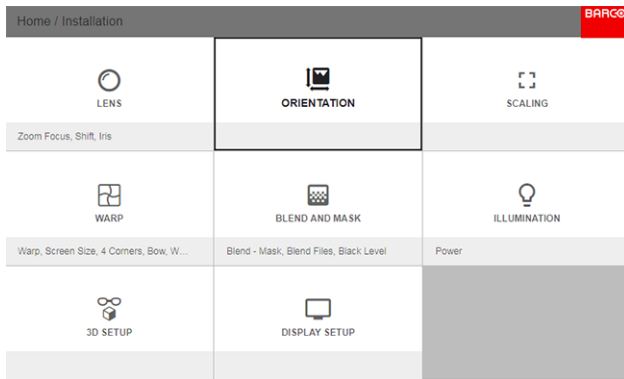 Home / Installation
BARCO
LENS
ORIENTATION
SCALING
Zoom Focus, Shift, Iris
WARP
BLEND AND MASK
ILLUMINATION
Warp, Screen Size, 4 Corners, Bow, W...
Blend - Mask, Blend Files, Black Level
Power
3D SETUP
DISPLAY SETUP